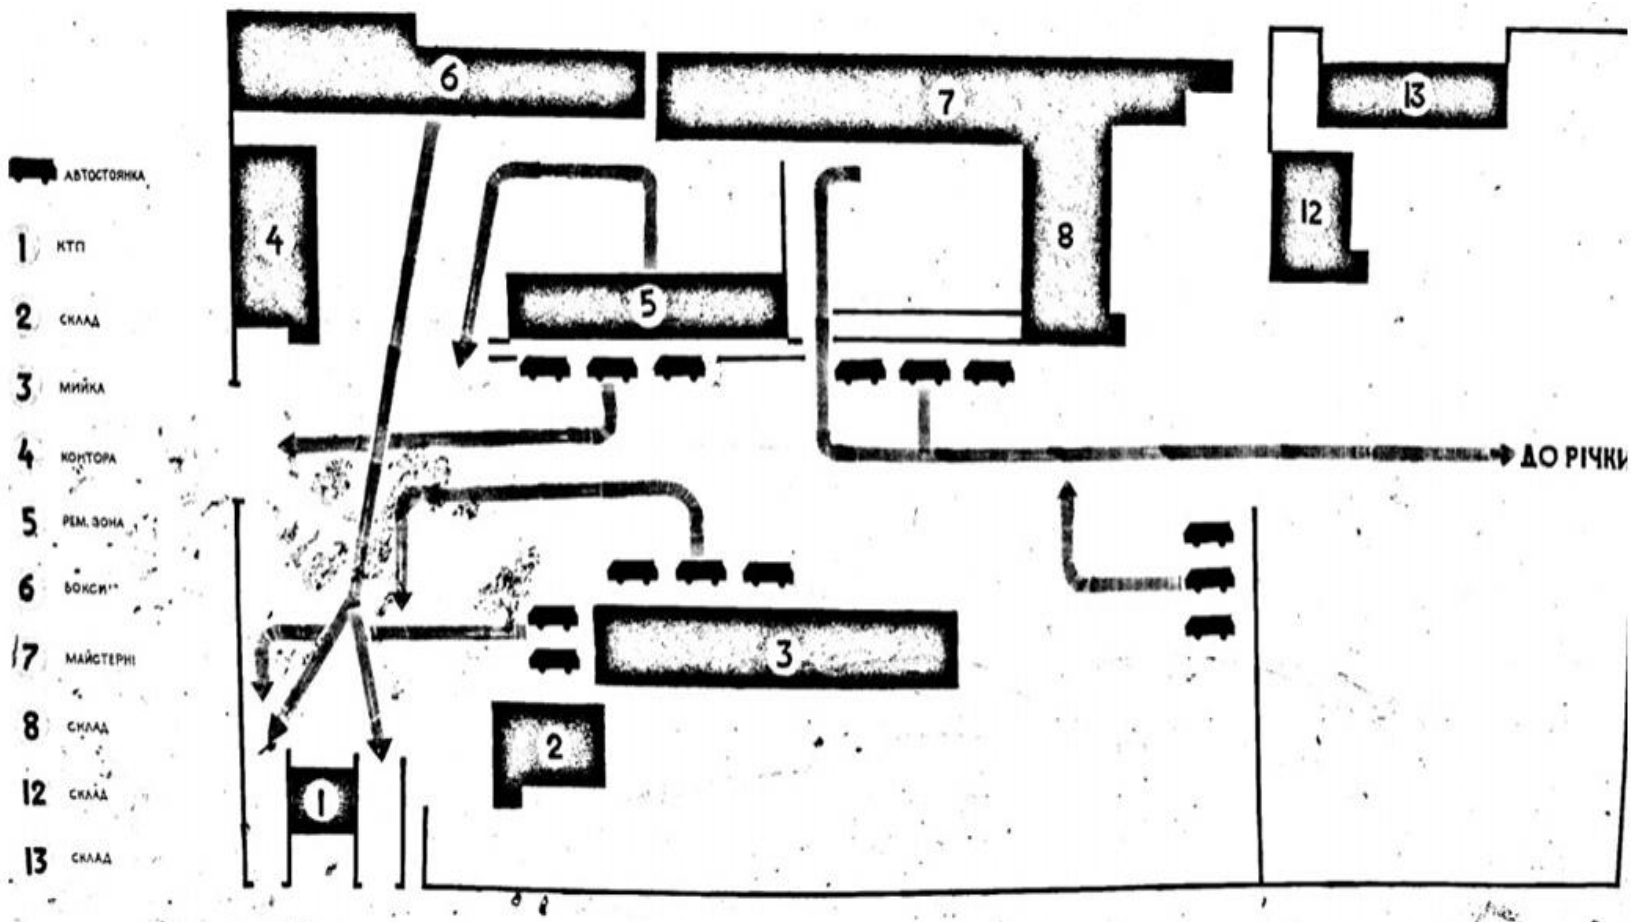 АВТОСТОЯНКА
1 КТП
2 СКЛАД
3 МИЙКА
4 КОНТОРА
5 РЕМ. ЗОНА
6 БОКСИ
7 МАЙСТЕРНІ
8 СКЛАД
12 СКЛАД
13 СКЛАД
6
7
13
4
8
12
5
ДО РІЧКИ
3
2
1